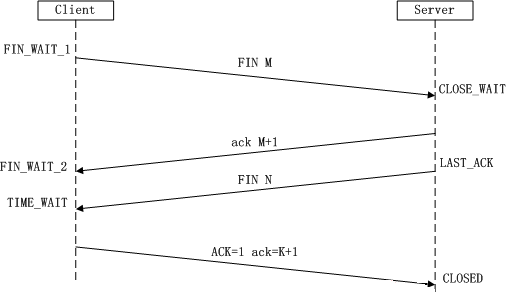 Client
Server
FIN_WAIT_1
FIN M
CLOSE_WAIT
ack M+1
FIN_WAIT_2
LAST_ACK
FIN N
TIME_WAIT
ACK=1 ack=K+1
CLOSED